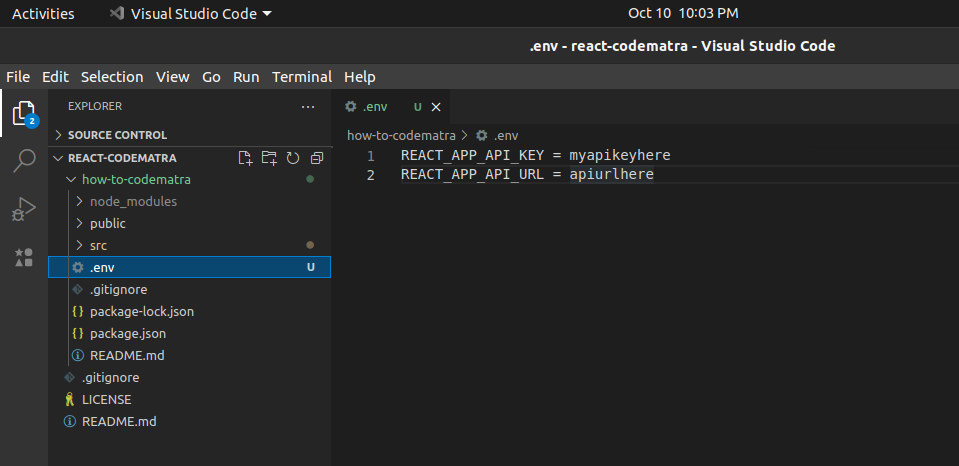 Activities Visual Studio Code Oct 10 10:03 PM
.env - react-codematra - Visual Studio Code
File Edit Selection View Go Run Terminal Help
EXPLORER ...
.env U
2
SOURCE CONTROL
how-to-codematra > .env
REACT-CODEMATRA
1 REACT_APP_API_KEY = myapikeyhere
2 REACT_APP_API_URL = apiurlhere
how-to-codematra
node_modules
public
src
.env U
.gitignore
{} package-lock.json
{} package.json
README.md
.gitignore
LICENSE
README.md